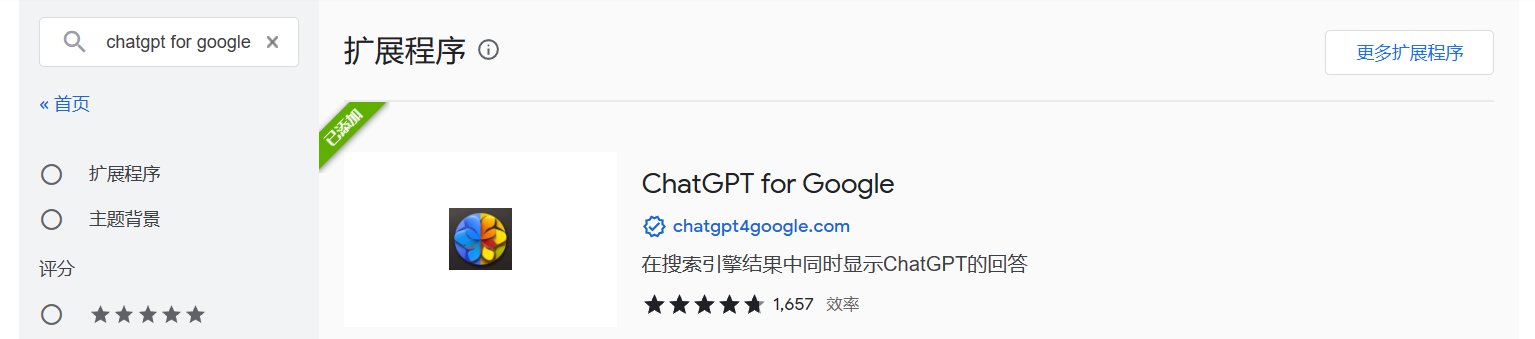 chatgpt for google ×
« 首页
扩展程序
主题背景
评分
扩展程序
更多扩展程序
已添加
ChatGPT for Google
chatgpt4google.com
在搜索引擎结果中同时显示ChatGPT的回答
1,657 效率